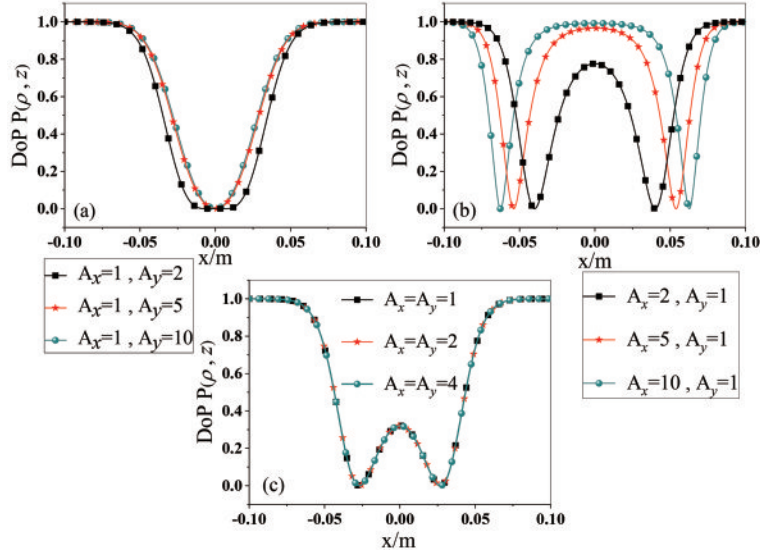 1.0
0.8
0.6
0.4
0.2
0.0
DoP P(ρ, z)
(a)
-0.10 -0.05 0.00 0.05 0.10
x/m
1.0
0.8
0.6
0.4
0.2
0.0
DoP P(ρ, z)
(b)
-0.10 -0.05 0.00 0.05 0.10
x/m
Ax=1 , Ay=2
Ax=1 , Ay=5
Ax=1 , Ay=10
1.0
0.8
0.6
0.4
0.2
0.0
DoP P(ρ, z)
Ax=Ay=1
Ax=Ay=2
Ax=Ay=4
(c)
-0.10 -0.05 0.00 0.05 0.10
x/m
Ax=2 , Ay=1
Ax=5 , Ay=1
Ax=10 , Ay=1